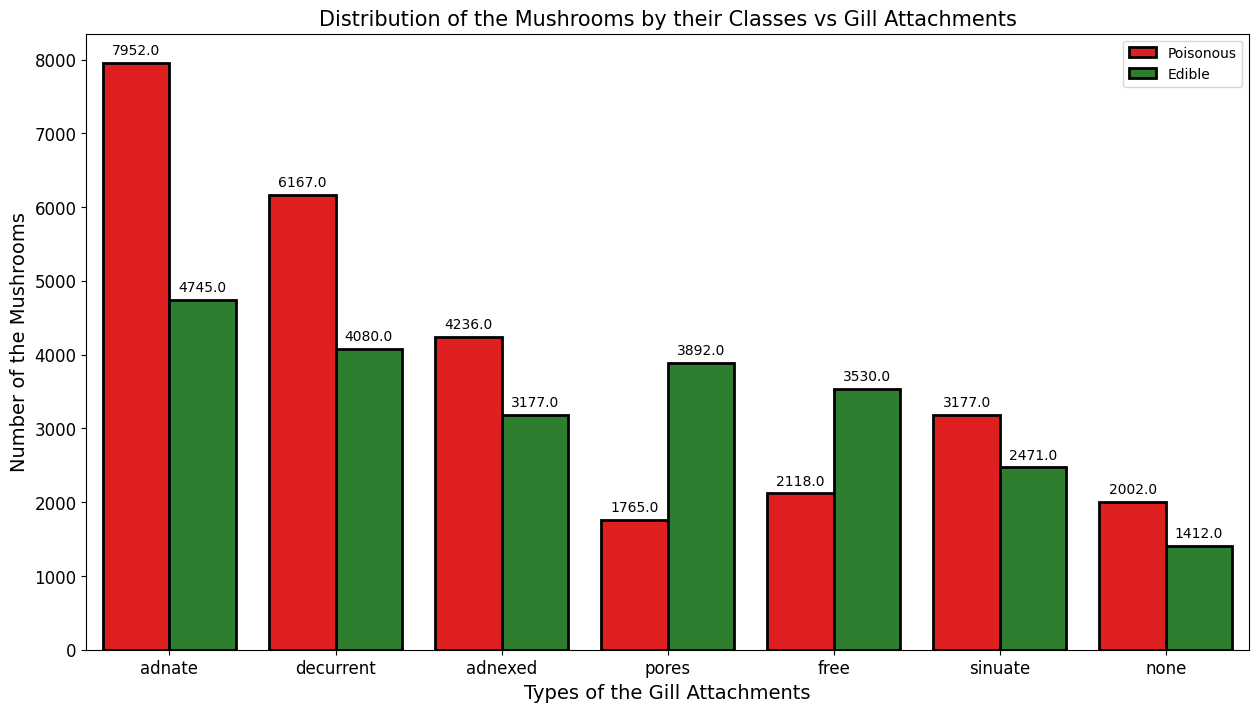 Distribution of the Mushrooms by their Classes vs Gill Attachments
Poisonous
Edible
Number of the Mushrooms
8000
7000
6000
5000
4000
3000
2000
1000
0
7952.0
4745.0
6167.0
4080.0
4236.0
3177.0
1765.0
3892.0
2118.0
3530.0
3177.0
2471.0
2002.0
1412.0
adnate
decurrent
adnexed
pores
free
sinuate
none
Types of the Gill Attachments